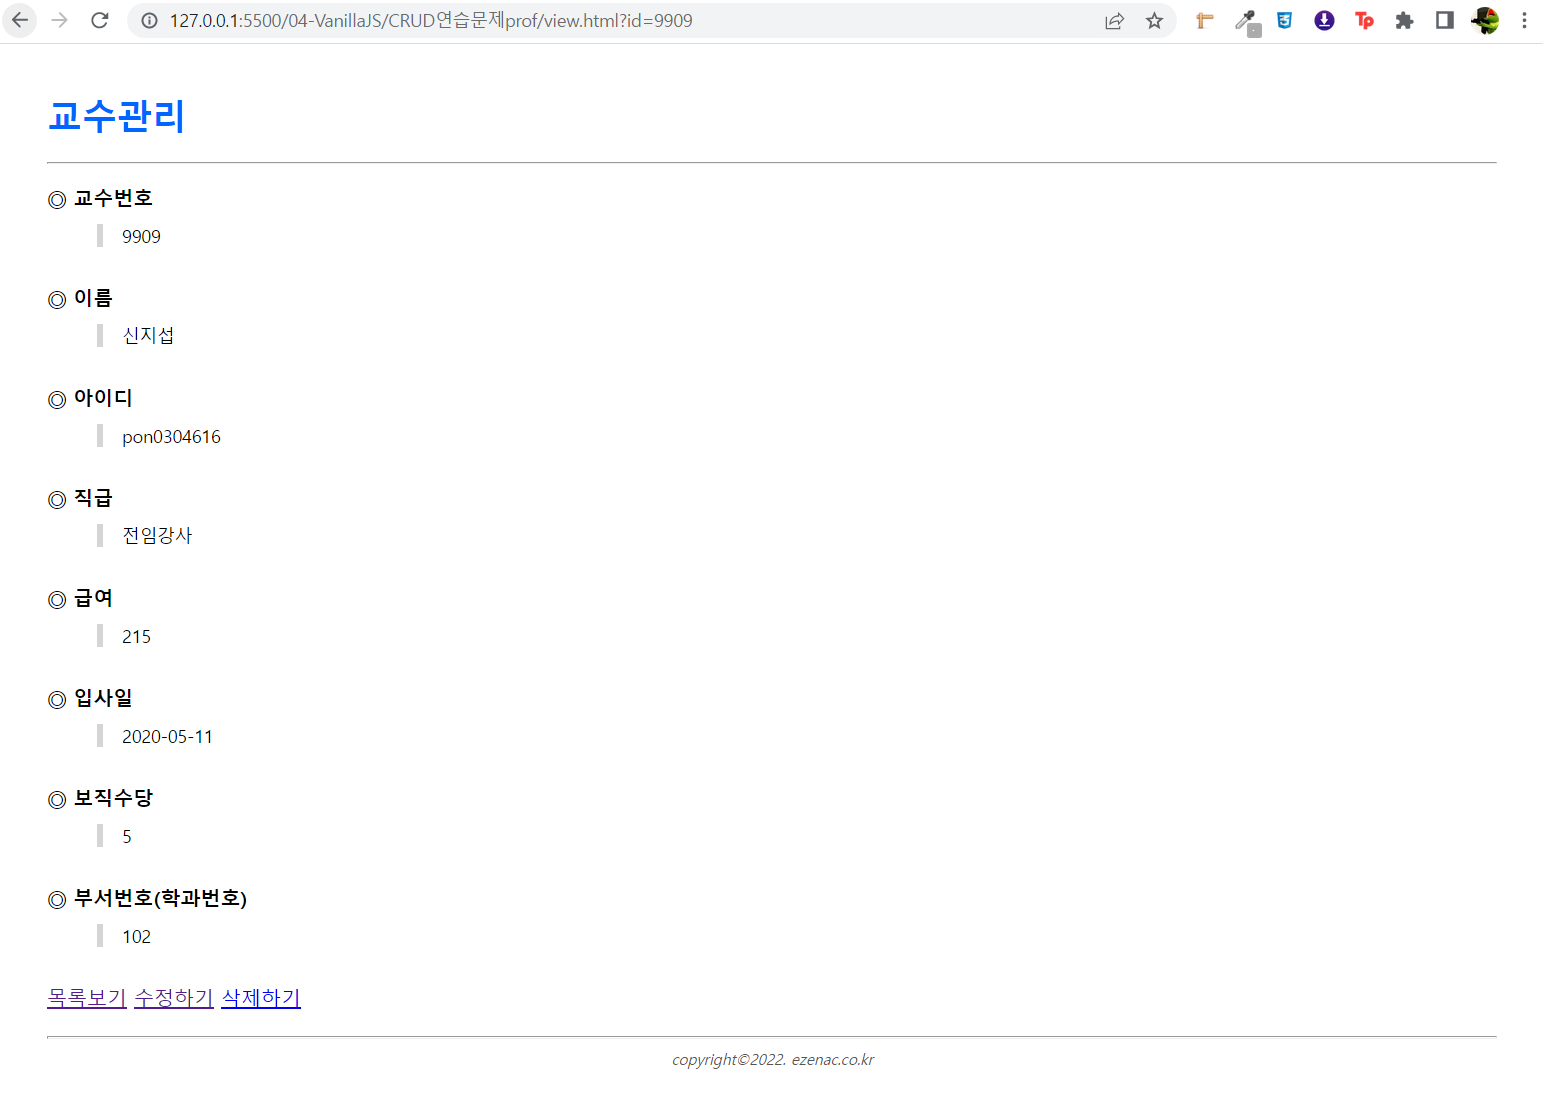 127.0.0.1:5500/04-VanillaJS/CRUD연습문제prof/view.html?id=9909
Tp
교수관리
◎ 교수번호
9909
◎ 이름
신지섭
◎ 아이디
pon0304616
◎ 직급
전임강사
◎ 급여
215
◎ 입사일
2020-05-11
◎ 보직수당
5
◎ 부서번호(학과번호)
102
목록보기 수정하기 삭제하기
copyright©2022. ezenac.co.kr